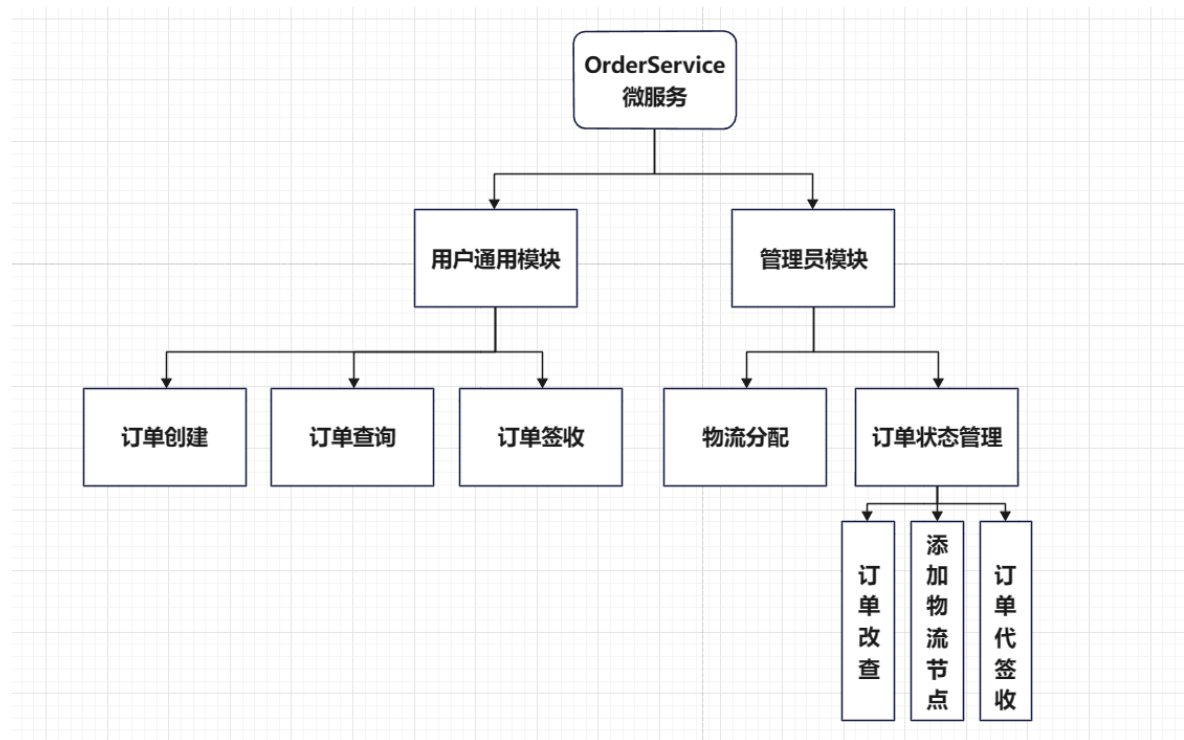 OrderService
微服务
用户通用模块
管理员模块
订单创建
订单查询
订单签收
物流分配
订单状态管理
订单改查
添加物流节点
订单代签收